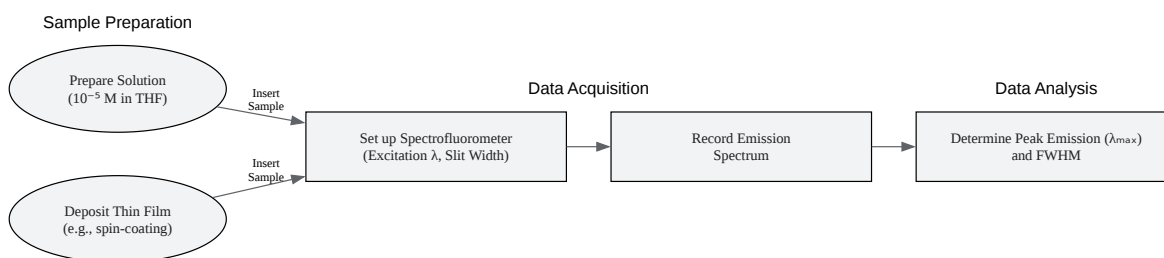 Sample Preparation
Prepare Solution
(10⁻⁵ M in THF)
Insert
Sample
Deposit Thin Film
(e.g., spin-coating)
Insert
Sample
Data Acquisition
Set up Spectrofluorometer
(Excitation λ, Slit Width)
Record Emission
Spectrum
Data Analysis
Determine Peak Emission (λₘₐₓ)
and FWHM